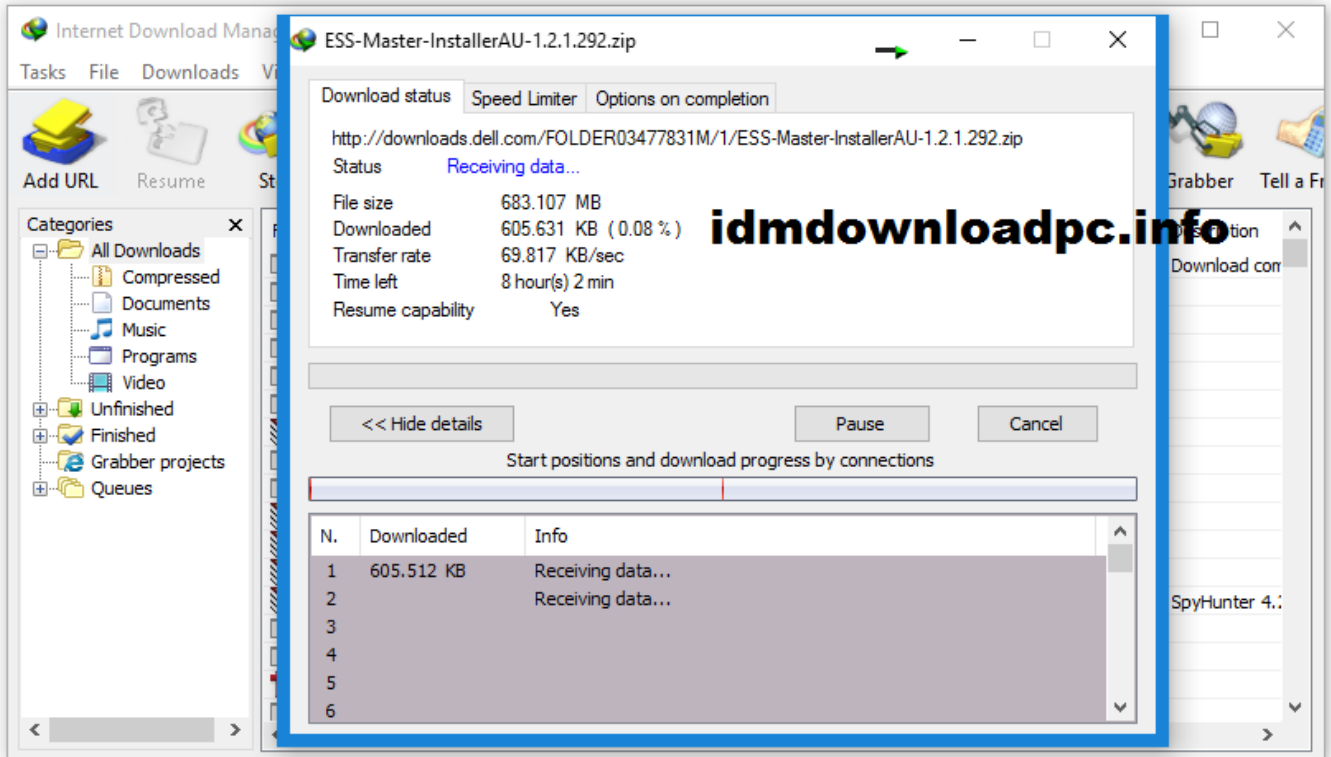 Internet Download Mana
Tasks File Downloads Vi
Add URL Resume St
Grabber Tell a Fr
Categories
All Downloads
Compressed
Documents
Music
Programs
Video
Unfinished
Finished
Grabber projects
Queues
ESS-Master-InstallerAU-1.2.1.292.zip
Download status Speed Limiter Options on completion
http://downloads.dell.com/FOLDER03477831M/1/ESS-Master-InstallerAU-1.2.1.292.zip
Status Receiving data...
File size 683.107 MB
Downloaded 605.631 KB ( 0.08 % )
Transfer rate 69.817 KB/sec
Time left 8 hour(s) 2 min
Resume capability Yes
idmdownloadpc.info
<< Hide details Pause Cancel
Start positions and download progress by connections
N. Downloaded Info
1 605.512 KB Receiving data...
2 Receiving data...
3
4
5
6
Download com
SpyHunter 4.